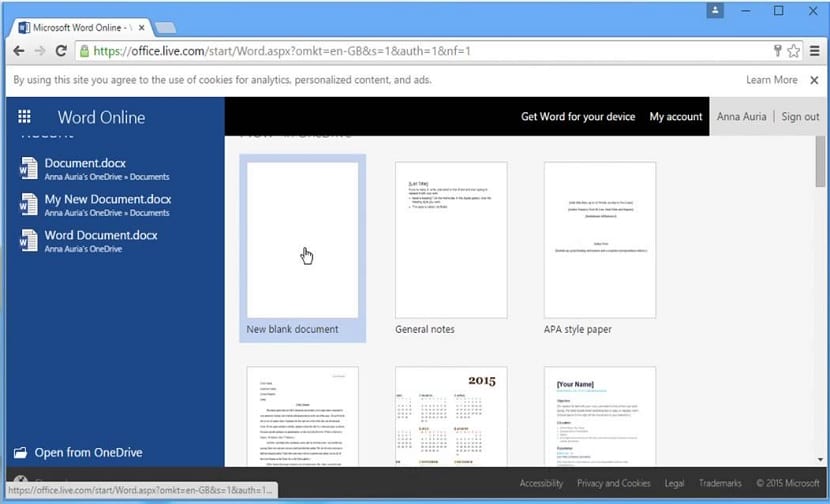 Microsoft Word Online -
https://office.live.com/start/Word.aspx?omkt=en-GB&s=1&auth=1&nf=1
By using this site you agree to the use of cookies for analytics, personalized content, and ads.
Learn More
Word Online
Get Word for your device
My account
Anna Auria
Sign out
Document.docx
Anna Auria's OneDrive » Documents
My New Document.docx
Anna Auria's OneDrive » Documents
Word Document.docx
Anna Auria's OneDrive
[List Title]
New blank document
General notes
APA style paper
2015
[Your Name]
Open from OneDrive
Accessibility
Privacy and Cookies
Legal
Trademarks
© 2015 Microsoft
https://office.live.com/start/Word.aspx?omkt=en-GB&s=1&auth=1...